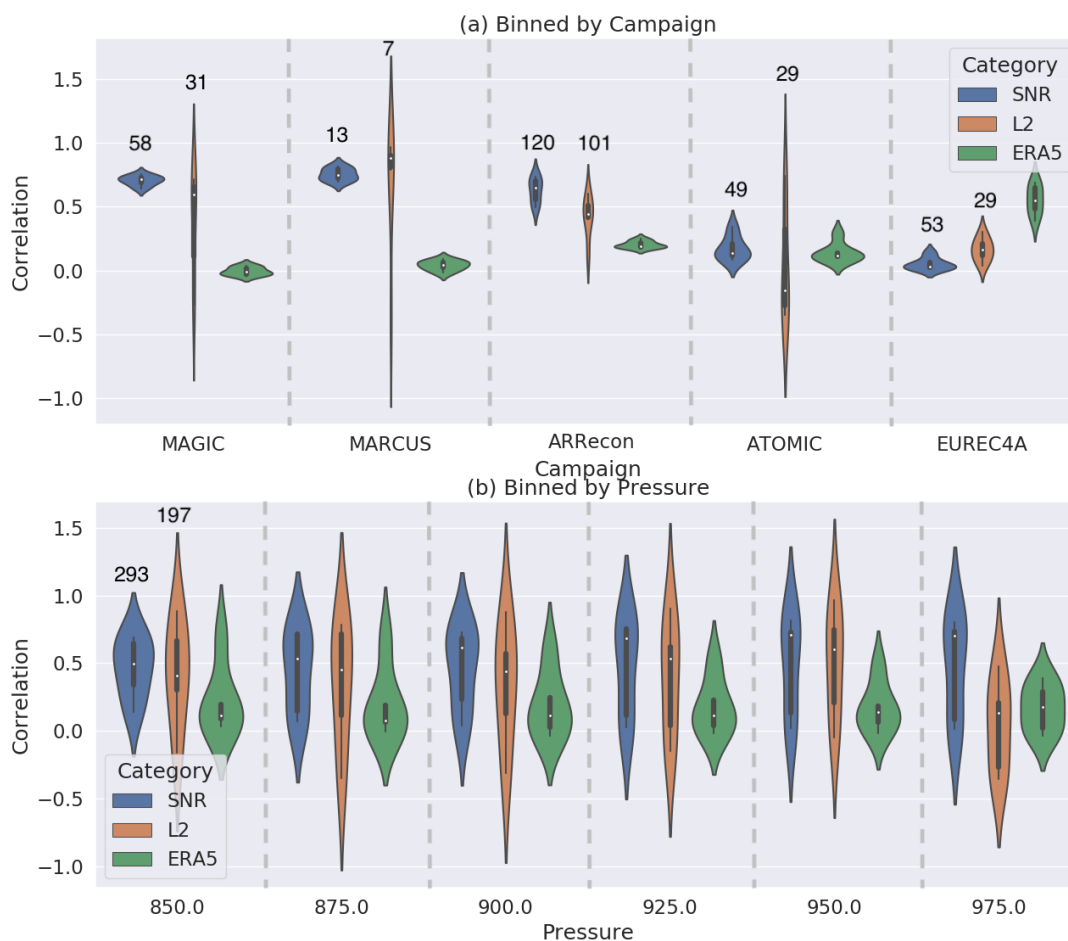 (a) Binned by Campaign
Correlation
1.5
1.0
0.5
0.0
−0.5
−1.0
58
31
13
7
120
101
49
29
53
29
Category
SNR
L2
ERA5
MAGIC
MARCUS
ARRecon
ATOMIC
EUREC4A
Campaign
(b) Binned by Pressure
Correlation
1.5
1.0
0.5
0.0
−0.5
−1.0
293
197
Category
SNR
L2
ERA5
850.0
875.0
900.0
925.0
950.0
975.0
Pressure